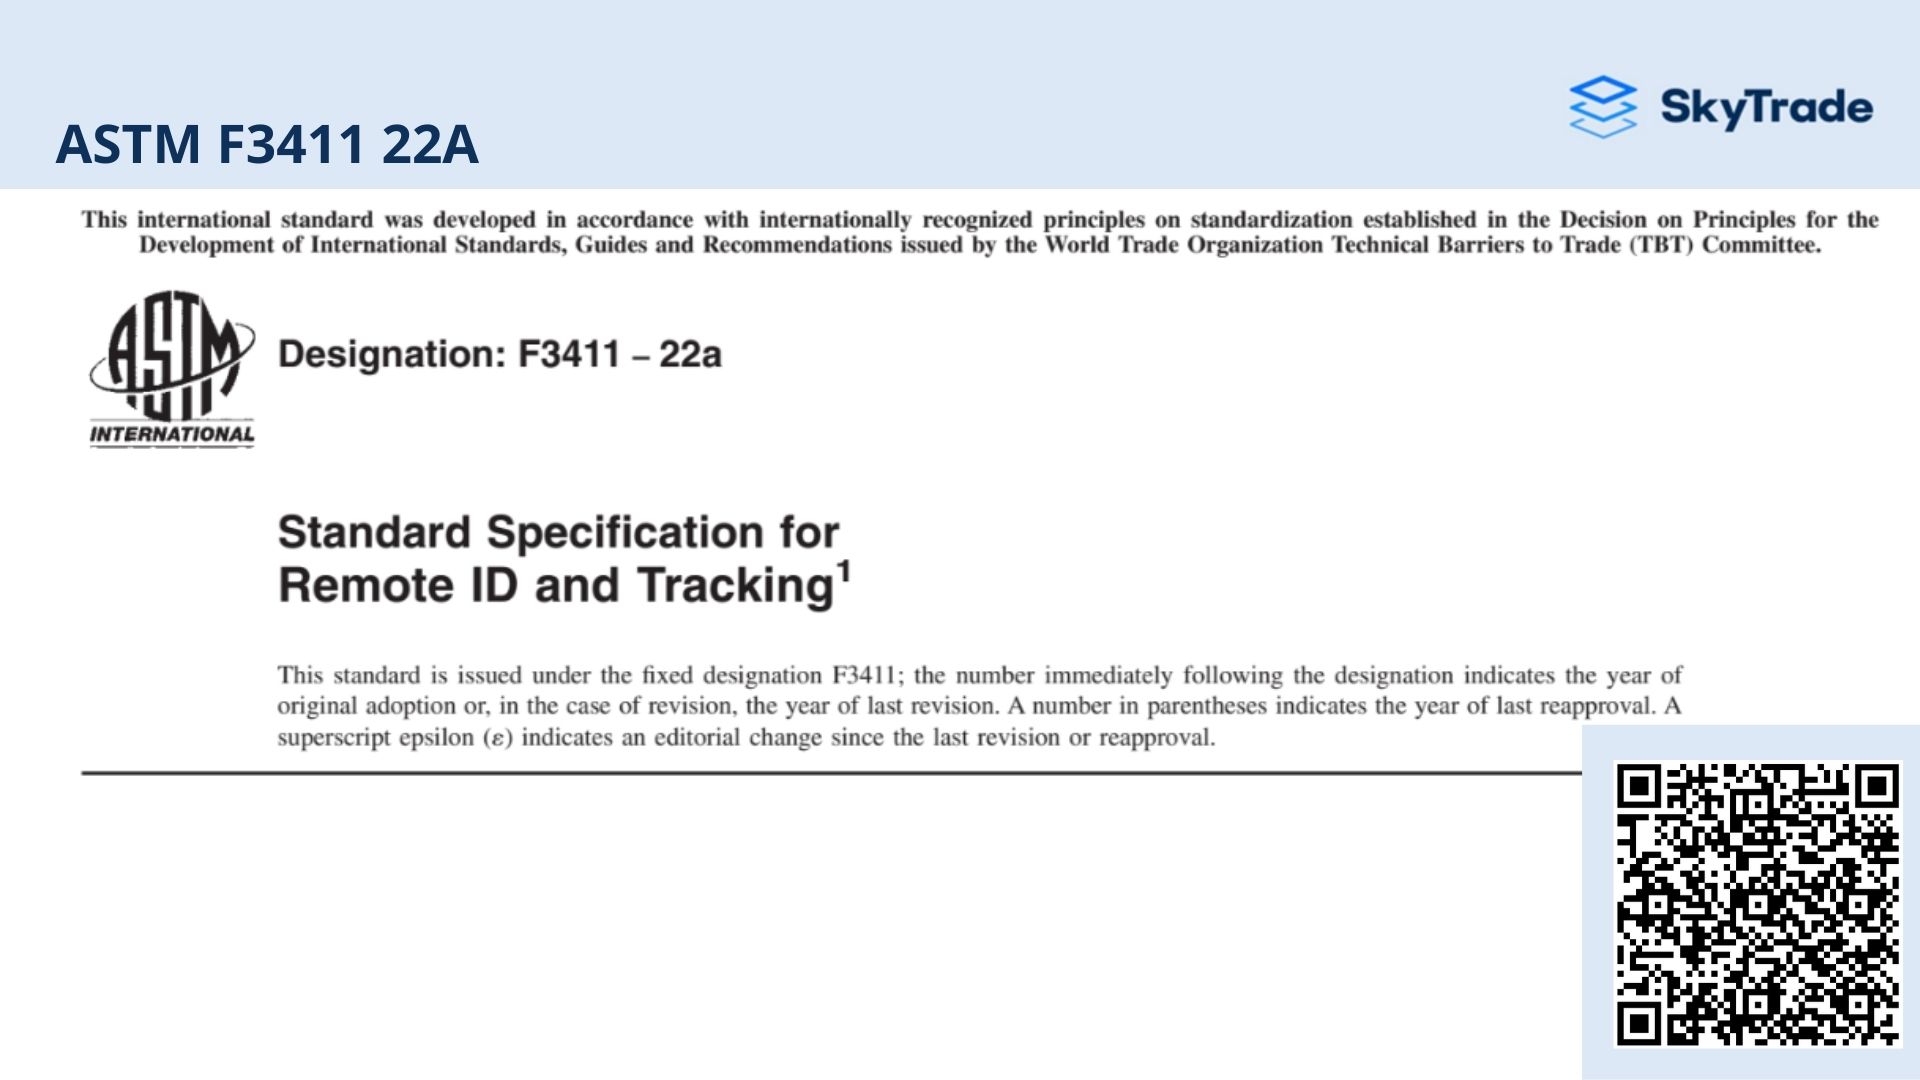 SkyTrade
ASTM F3411 22A
This international standard was developed in accordance with internationally recognized principles on standardization established in the Decision on Principles for the
Development of International Standards, Guides and Recommendations issued by the World Trade Organization Technical Barriers to Trade (TBT) Committee.
ASTM
INTERNATIONAL
Designation: F3411 – 22a
Standard Specification for
Remote ID and Tracking¹
This standard is issued under the fixed designation F3411; the number immediately following the designation indicates the year of
original adoption or, in the case of revision, the year of last revision. A number in parentheses indicates the year of last reapproval. A
superscript epsilon (ε) indicates an editorial change since the last revision or reapproval.